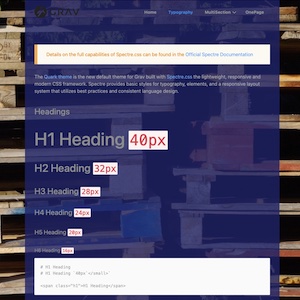 GRAV
Home Typography MultiSection OnePage
Details on the full capabilities of Spectre.css can be found in the Official Spectre Documentation
The Quark theme is the new default theme for Grav built with Spectre.css the lightweight, responsive and
modern CSS framework. Spectre provides basic styles for typography, elements, and a responsive layout
system that utilizes best practices and consistent language design.
Headings
H1 Heading 40px
H2 Heading 32px
H3 Heading 28px
H4 Heading 24px
H5 Heading 20px
H6 Heading 16px
# H1 Heading
# H1 Heading `40px`</small>
<span class="h1">H1 Heading</span>